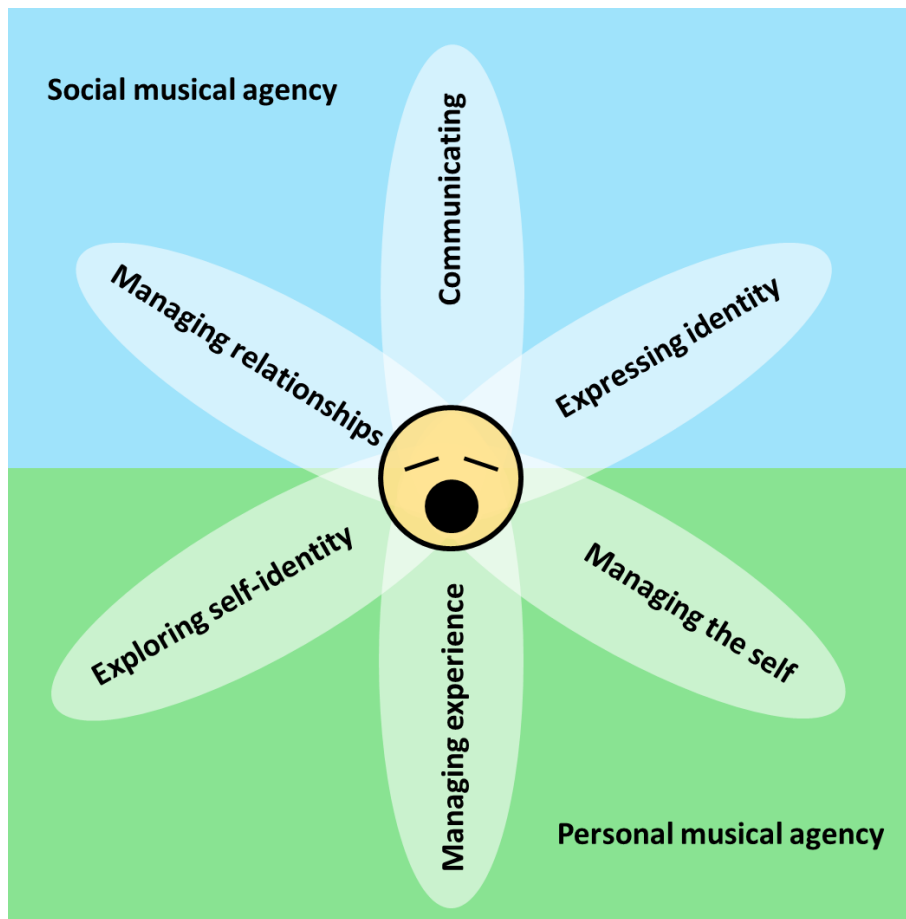 Social musical agency
Communicating
Managing relationships
Expressing identity
Exploring self-identity
Managing experience
Managing the self
Personal musical agency